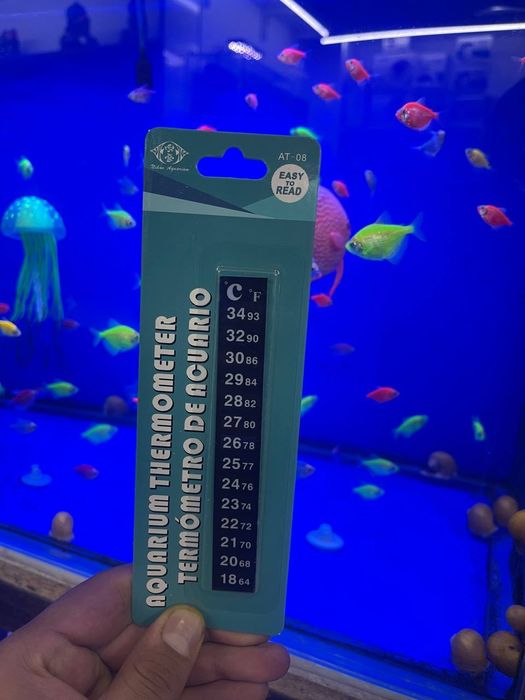 AT-08
EASY
TO
READ
AQUARIUM THERMOMETER
TERMÓMETRO DE ACUARIO
°C °F
34 93
32 90
30 86
29 84
28 82
27 80
26 78
25 77
24 76
23 74
22 72
21 70
20 68
18 64